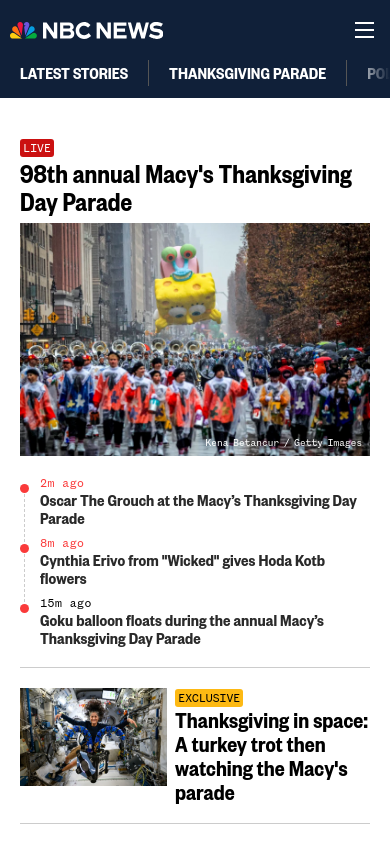 NBC NEWS
LATEST STORIES
THANKSGIVING PARADE
LIVE
98th annual Macy's Thanksgiving
Day Parade
Kena Betancur / Getty Images
2m ago
Oscar The Grouch at the Macy’s Thanksgiving Day
Parade
8m ago
Cynthia Erivo from "Wicked" gives Hoda Kotb
flowers
15m ago
Goku balloon floats during the annual Macy’s
Thanksgiving Day Parade
EXCLUSIVE
Thanksgiving in space:
A turkey trot then
watching the Macy's
parade